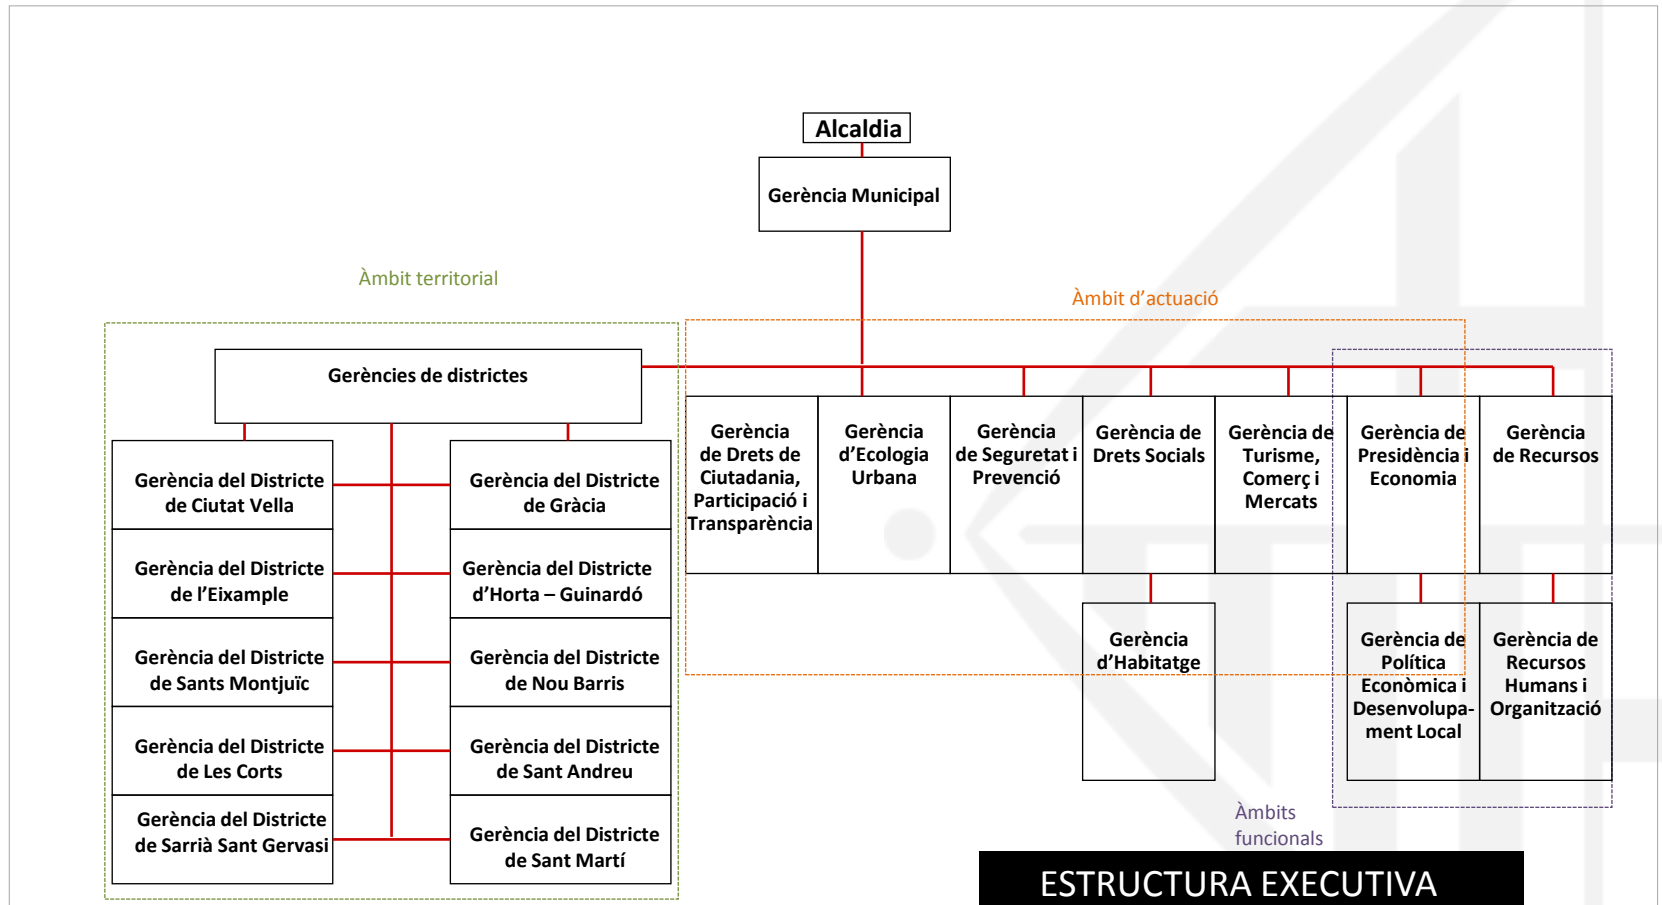 Alcaldia
Gerència Municipal
Àmbit territorial
Àmbit d’actuació
Gerències de districtes
Gerència del Districte
de Ciutat Vella
Gerència del Districte
de Gràcia
Gerència del Districte
de l’Eixample
Gerència del Districte
d’Horta – Guinardó
Gerència del Districte
de Sants Montjuïc
Gerència del Districte
de Nou Barris
Gerència del Districte
de Les Corts
Gerència del Districte
de Sant Andreu
Gerència del Districte
de Sarrià Sant Gervasi
Gerència del Districte
de Sant Martí
Gerència
de Drets de
Ciutadania,
Participació i
Transparència
Gerència
d’Ecologia
Urbana
Gerència
de Seguretat i
Prevenció
Gerència de
Drets Socials
Gerència de
Turisme,
Comerç i
Mercats
Gerència de
Presidència i
Economia
Gerència
de Recursos
Gerència
d’Habitatge
Gerència de
Política
Econòmica i
Desenvolupa-
ment Local
Gerència de
Recursos
Humans i
Organització
Àmbits
funcionals
ESTRUCTURA EXECUTIVA